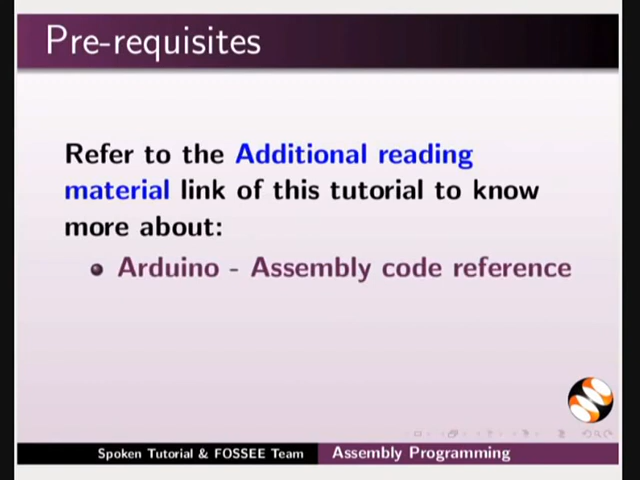 Pre-requisites
Refer to the Additional reading
material link of this tutorial to know
more about:
Arduino - Assembly code reference
Spoken Tutorial & FOSSEE Team
Assembly Programming